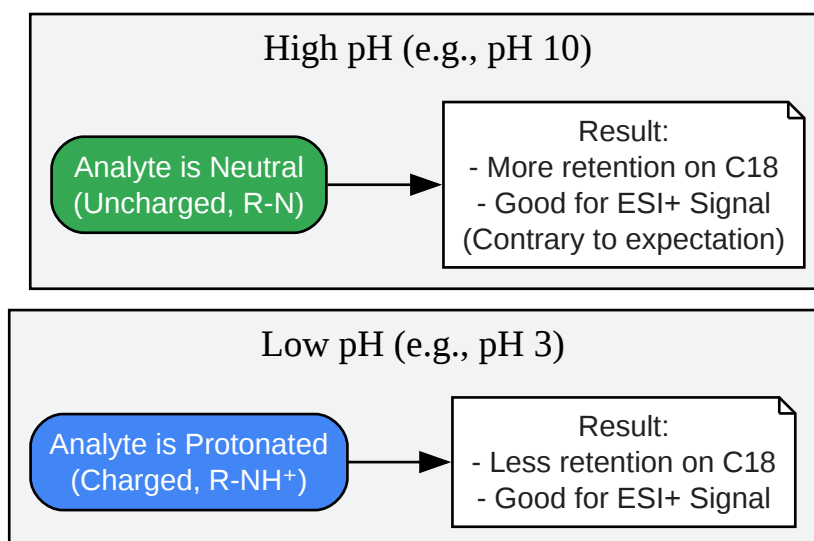 High pH (e.g., pH 10)
Analyte is Neutral
(Uncharged, R-N)
Result:
- More retention on C18
- Good for ESI+ Signal
(Contrary to expectation)
Low pH (e.g., pH 3)
Analyte is Protonated
(Charged, R-NH⁺)
Result:
- Less retention on C18
- Good for ESI+ Signal